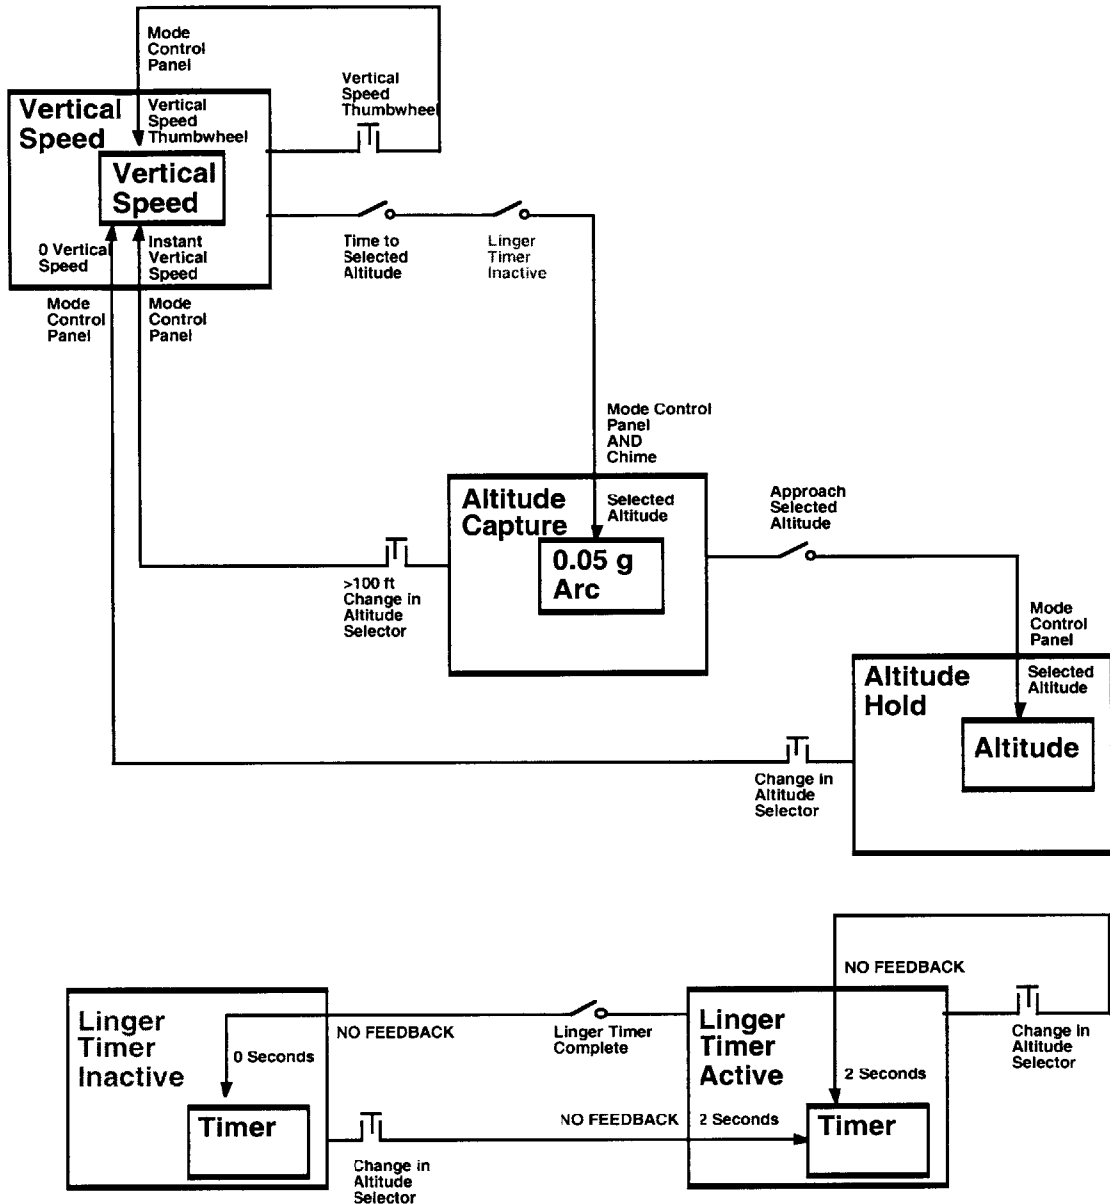 Mode
Control
Panel
Vertical
Speed
Vertical
Speed
Thumbwheel
Vertical
Speed
Thumbwheel
Vertical
Speed
0 Vertical
Speed
Instant
Vertical
Speed
Time to
Selected
Altitude
Linger
Timer
Inactive
Mode
Control
Panel
Mode
Control
Panel
Mode Control
Panel
AND
Chime
Altitude
Capture
Selected
Altitude
0.05 g
Arc
Approach
Selected
Altitude
>100 ft
Change in
Altitude
Selector
Mode
Control
Panel
Altitude
Hold
Selected
Altitude
Altitude
Change in
Altitude
Selector
NO FEEDBACK
Linger
Timer
Inactive
0 Seconds
Timer
NO FEEDBACK
Linger Timer
Complete
Linger
Timer
Active
2 Seconds
Timer
Change in
Altitude
Selector
NO FEEDBACK
2 Seconds
Change in
Altitude
Selector